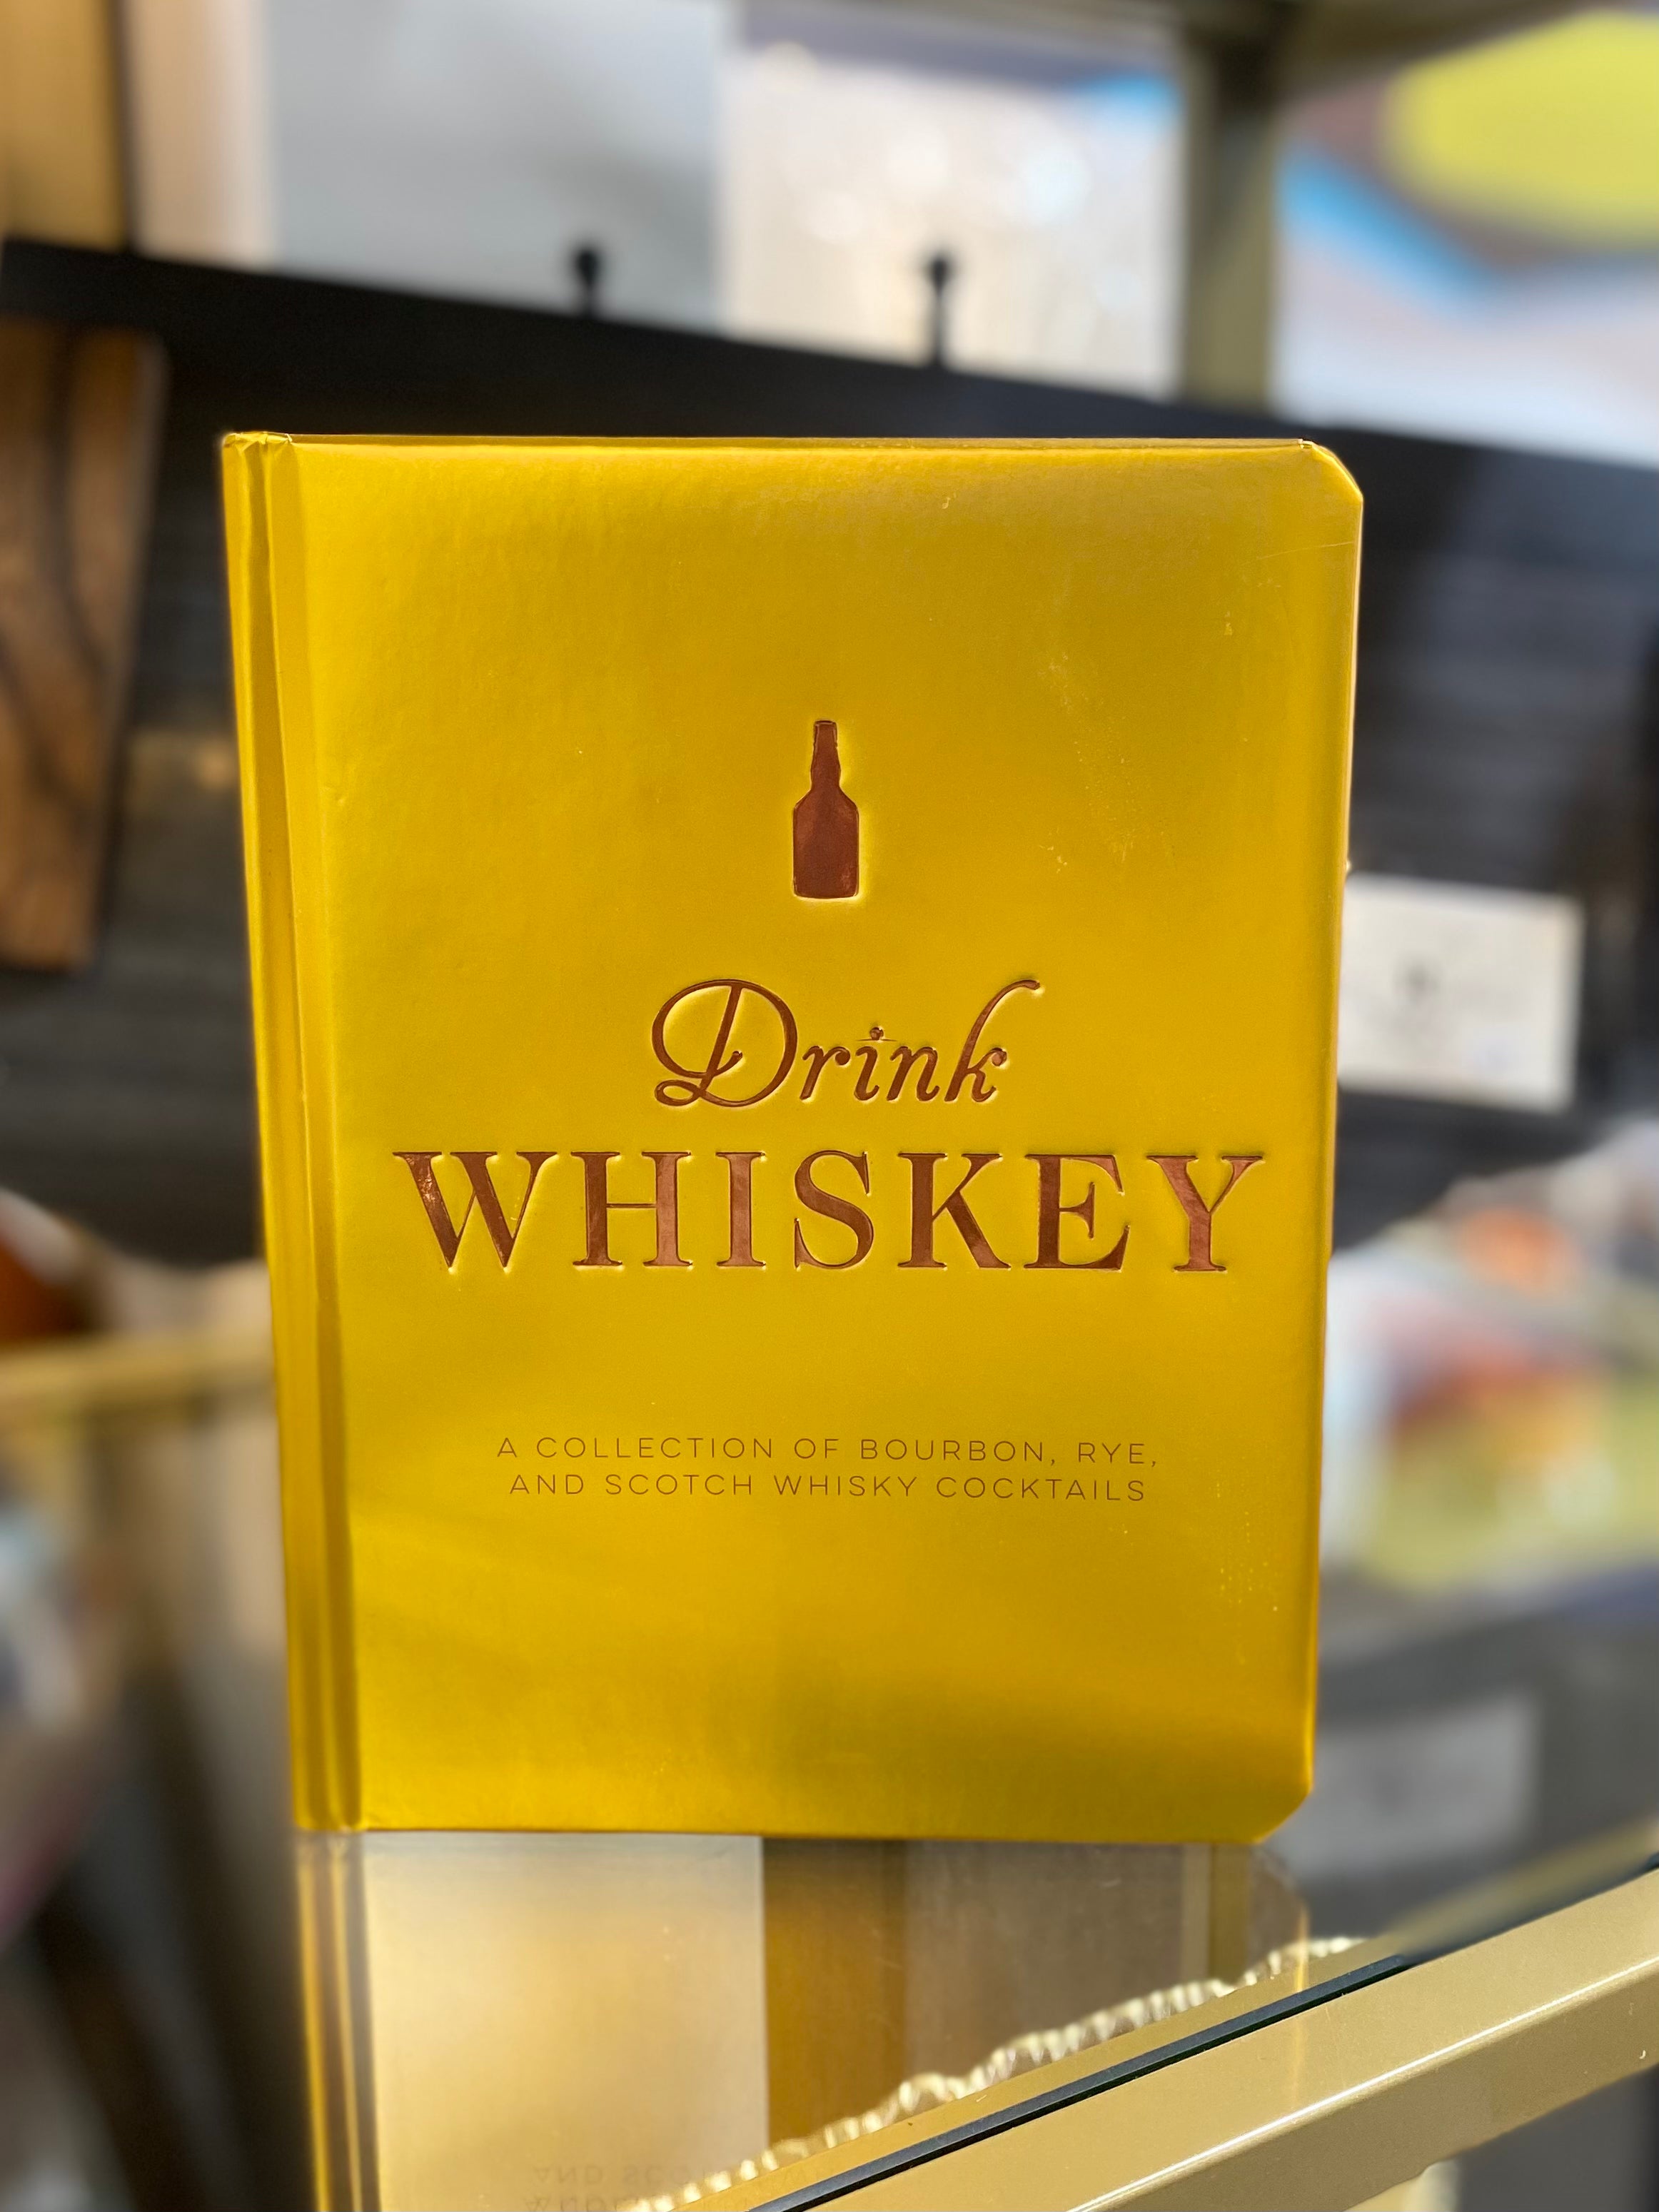 Drink
WHISKEY
A COLLECTION OF BOURBON, RYE,
AND SCOTCH WHISKY COCKTAILS